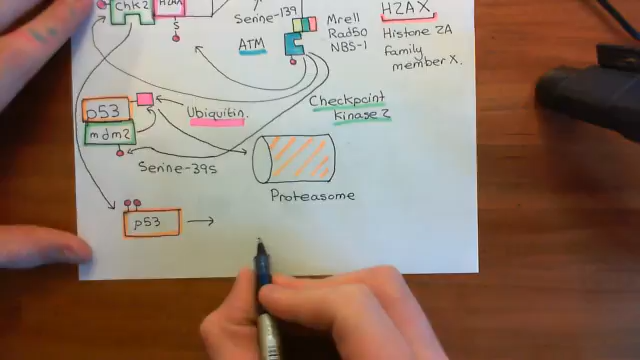 Chk2
H2AX
S
Serine-139
ATM
Mre11
Rad50
NBS-1
H2AX
Histone 2A
family
member X.
p53
mdm2
Ubiquitin.
Checkpoint
kinase 2
Serine-395
Proteasome
p53